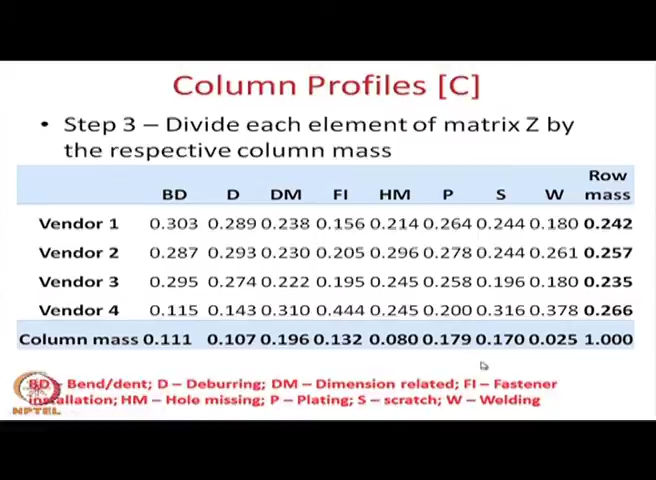 Column Profiles [C]
• Step 3 – Divide each element of matrix Z by
the respective column mass
BD D DM FI HM P S W Row mass
Vendor 1 0.303 0.289 0.238 0.156 0.214 0.264 0.244 0.180 0.242
Vendor 2 0.287 0.293 0.230 0.205 0.296 0.278 0.244 0.261 0.257
Vendor 3 0.295 0.274 0.222 0.195 0.245 0.258 0.196 0.180 0.235
Vendor 4 0.115 0.143 0.310 0.444 0.245 0.200 0.316 0.378 0.266
Column mass 0.111 0.107 0.196 0.132 0.080 0.179 0.170 0.025 1.000
BD – Bend/dent; D – Deburring; DM – Dimension related; FI – Fastener
installation; HM – Hole missing; P – Plating; S – scratch; W – Welding
NPTEL